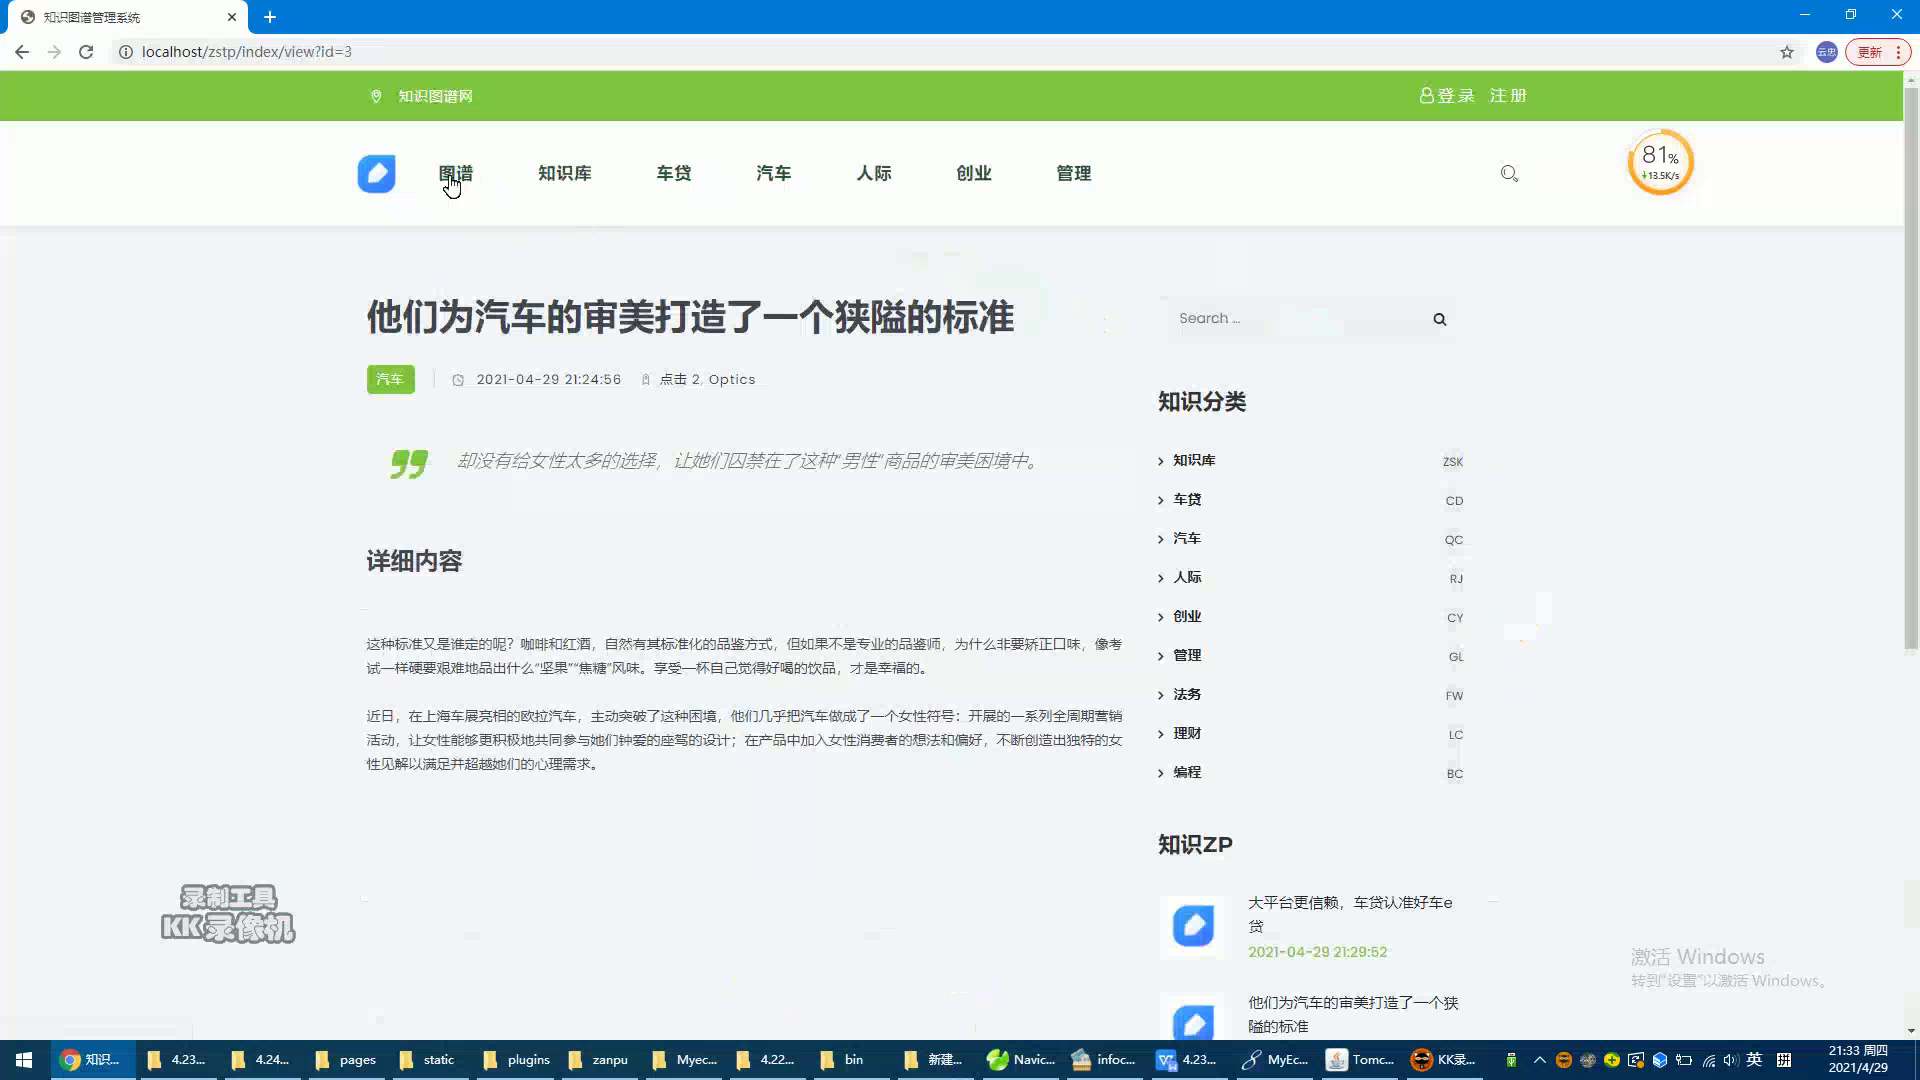 知识图谱管理系统
localhost/zstp/index/view?id=3
云忠
更新
知识图谱网
登录 注册
图谱 知识库 车贷 汽车 人际 创业 管理
81%
13.5K/s
他们为汽车的审美打造了一个狭隘的标准
Search ...
汽车
2021-04-29 21:24:56
点击 2, Optics
知识分类
却没有给女性太多的选择，让她们囚禁在了这种“男性”商品的审美困境中。
知识库 ZSK
车贷 CD
汽车 QC
人际 RJ
创业 CY
管理 GL
法务 FW
理财 LC
编程 BC
详细内容
这种标准又是谁定的呢？咖啡和红酒，自然有其标准化的品鉴方式，但如果不是专业的品鉴师，为什么非要矫正口味，像考
试一样硬要艰难地品出什么“坚果”“焦糖”风味。享受一杯自己觉得好喝的饮品，才是幸福的。
近日，在上海车展亮相的欧拉汽车，主动突破了这种困境，他们几乎把汽车做成了一个女性符号：开展的一系列全周期营销
活动，让女性能够更积极地共同参与她们钟爱的座驾的设计；在产品中加入女性消费者的想法和偏好，不断创造出独特的女
性见解以满足并超越她们的心理需求。
知识ZP
大平台更信赖，车贷认准好车e
贷
2021-04-29 21:29:52
他们为汽车的审美打造了一个狭
隘的标准
录制工具
KK录像机
激活 Windows
转到“设置”以激活 Windows。
知识... 4.23... 4.24... pages static plugins zanpu Myec... 4.22... bin 新建... Navic... infoc... 4.23... MyEc... Tomc... KK录...
英
拼
21:33 周四
2021/4/29